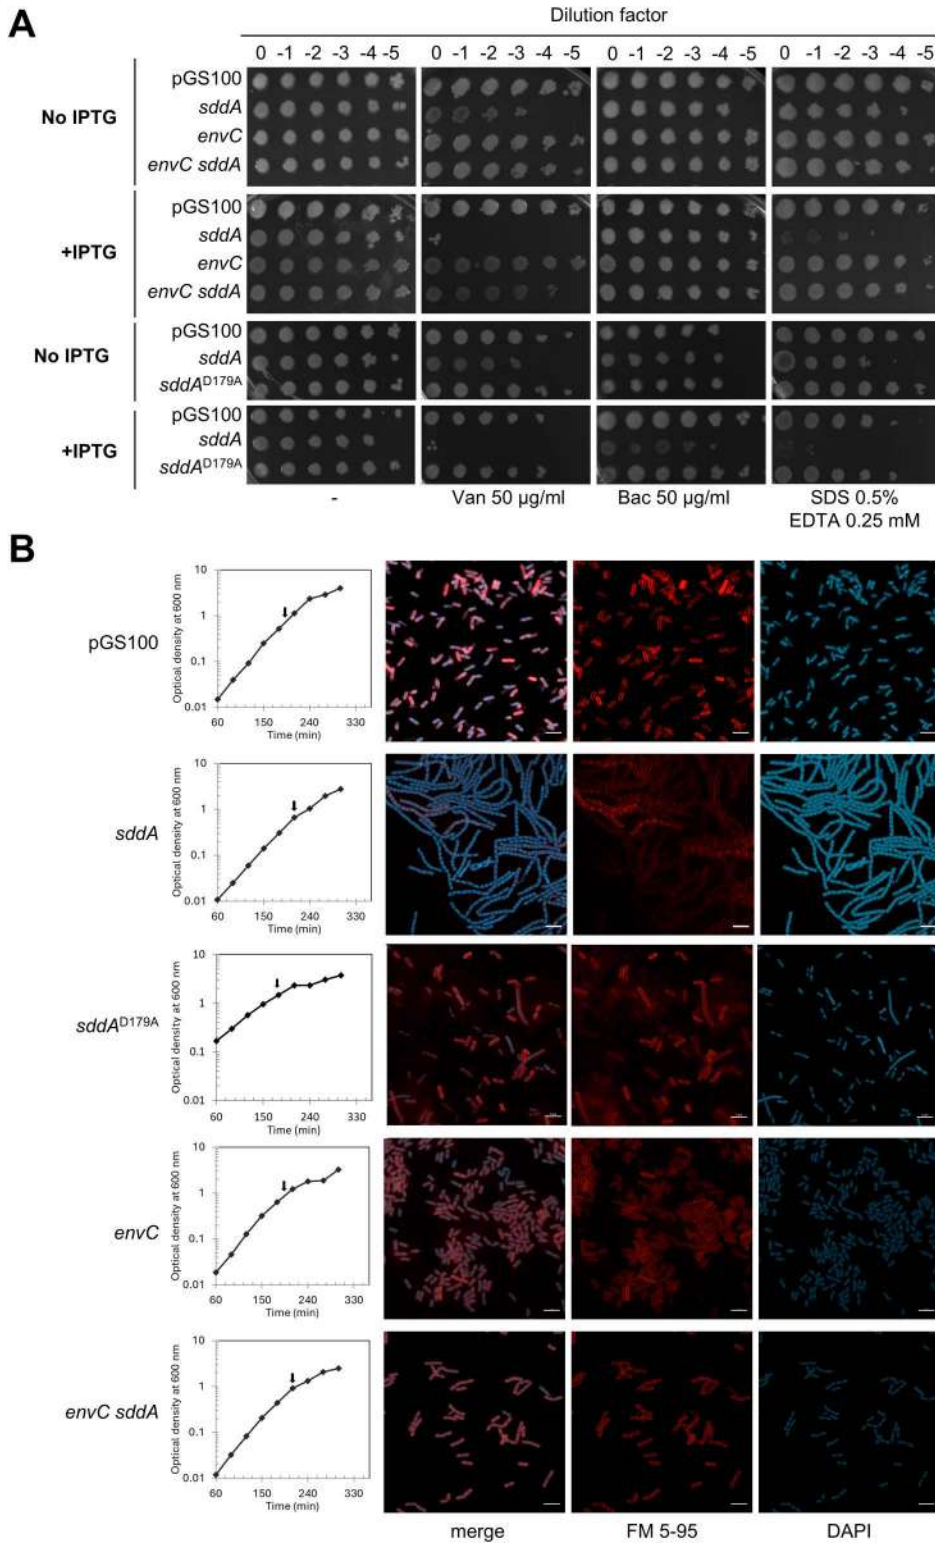 A
Dilution factor
0 -1 -2 -3 -4 -5 0 -1 -2 -3 -4 -5 0 -1 -2 -3 -4 -5 0 -1 -2 -3 -4 -5
No IPTG
pGS100
sddA
envC
envC sddA
+IPTG
pGS100
sddA
envC
envC sddA
No IPTG
pGS100
sddA
sddA^D179A
+IPTG
pGS100
sddA
sddA^D179A
- Van 50 µg/ml Bac 50 µg/ml SDS 0.5%
EDTA 0.25 mM
B
pGS100
Optical density at 600 nm
10
1
0.1
0.01
60 150 240 330
Time (min)
sddA
Optical density at 600 nm
10
1
0.1
0.01
60 150 240 330
Time (min)
sddA^D179A
Optical density at 600 nm
10
1
0.1
0.01
60 150 240 330
Time (min)
envC
Optical density at 600 nm
10
1
0.1
0.01
60 150 240 330
Time (min)
envC sddA
Optical density at 600 nm
10
1
0.1
0.01
60 150 240 330
Time (min)
merge FM 5-95 DAPI